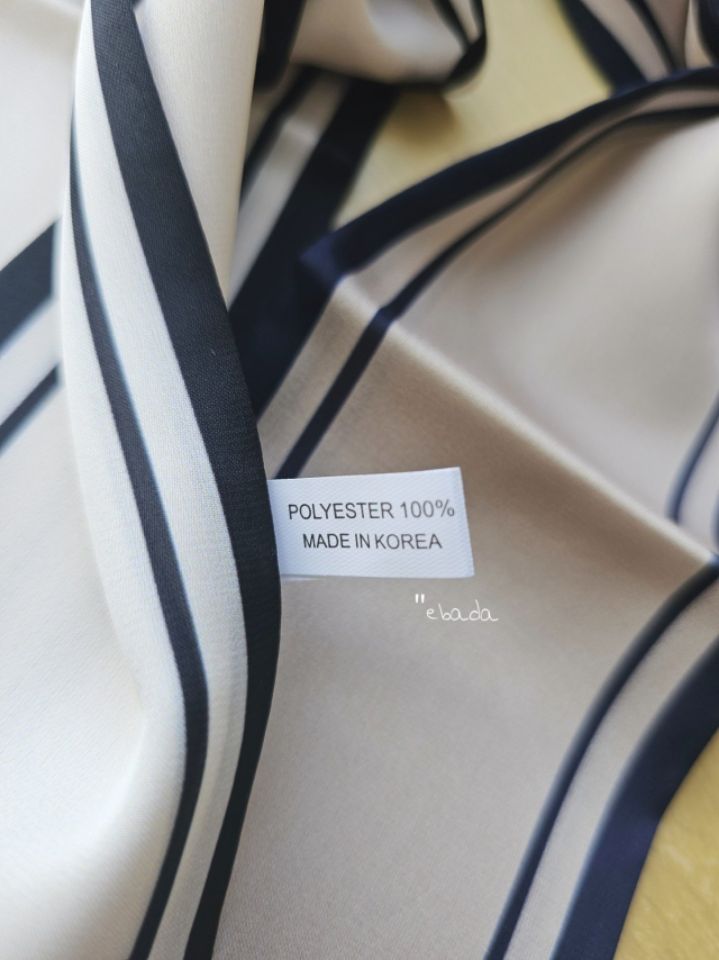 POLYESTER 100%
MADE IN KOREA
"ebada